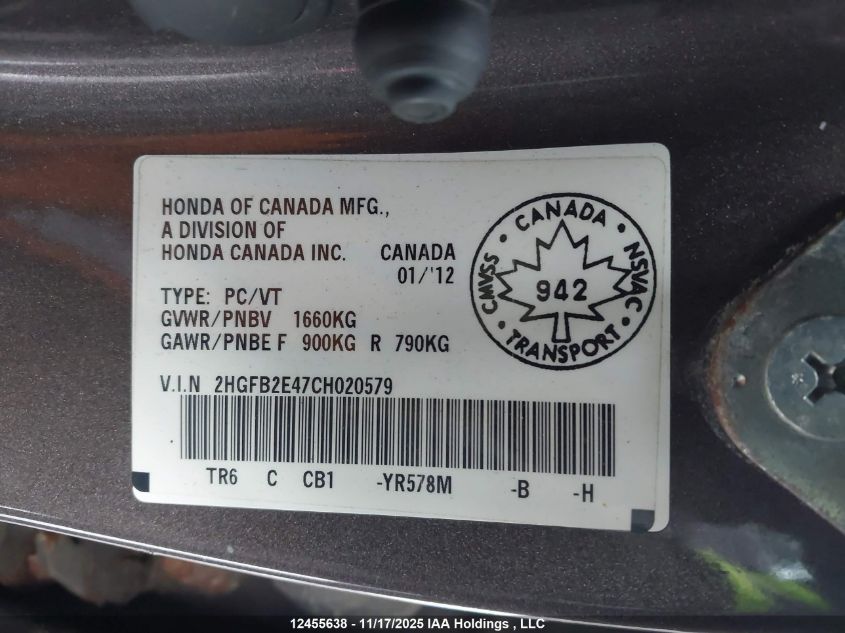 HONDA OF CANADA MFG.,
A DIVISION OF
HONDA CANADA INC. CANADA
01/'12
TYPE: PC/VT
GVWR/PNBV 1660KG
GAWR/PNBE F 900KG R 790KG
V.I.N 2HGFB2E47CH020579
TR6 C CB1 -YR578M -B -H
CMVSS • CANADA • NSVAC • TRANSPORT •
942
12455638 - 11/17/2025 IAA Holdings , LLC